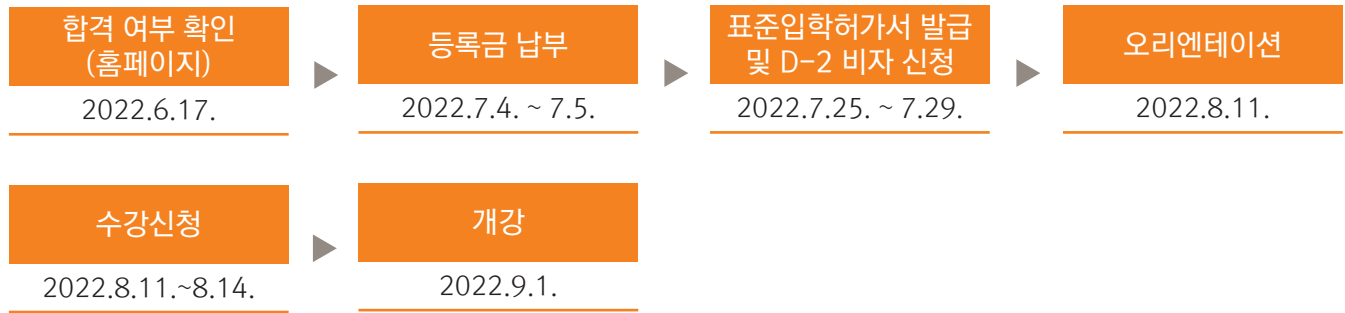 합격 여부 확인
(홈페이지)
2022.6.17.
등록금 납부
2022.7.4. ~ 7.5.
표준입학허가서 발급
및 D-2 비자 신청
2022.7.25. ~ 7.29.
오리엔테이션
2022.8.11.
수강신청
2022.8.11.~8.14.
개강
2022.9.1.